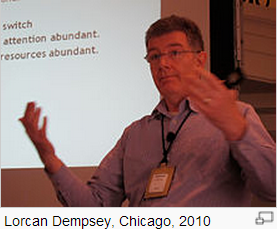 switch
attention abundant.
resources abundant.
Lorcan Dempsey, Chicago, 2010